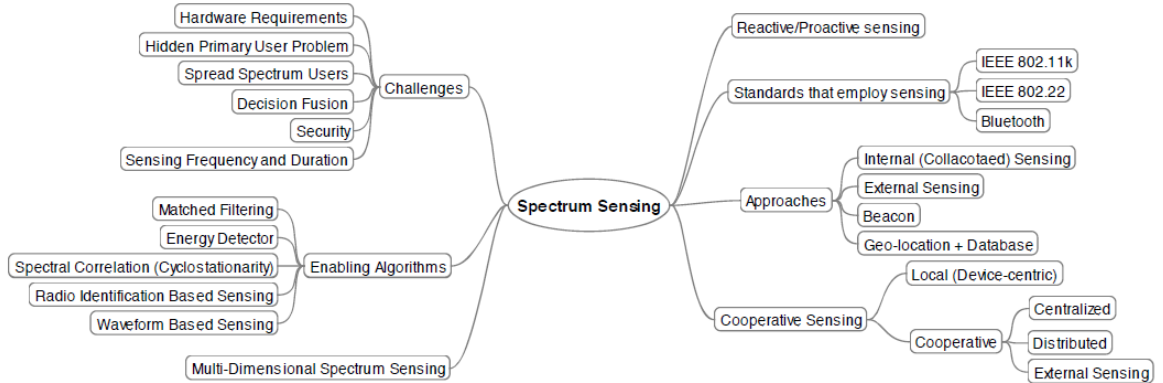 Hardware Requirements
Hidden Primary User Problem
Spread Spectrum Users
Decision Fusion
Security
Sensing Frequency and Duration
Challenges
Matched Filtering
Energy Detector
Spectral Correlation (Cyclostationarity)
Radio Identification Based Sensing
Waveform Based Sensing
Enabling Algorithms
Multi-Dimensional Spectrum Sensing
Spectrum Sensing
Reactive/Proactive sensing
Standards that employ sensing
IEEE 802.11k
IEEE 802.22
Bluetooth
Approaches
Internal (Collacotaed) Sensing
External Sensing
Beacon
Geo-location + Database
Cooperative Sensing
Local (Device-centric)
Cooperative
Centralized
Distributed
External Sensing